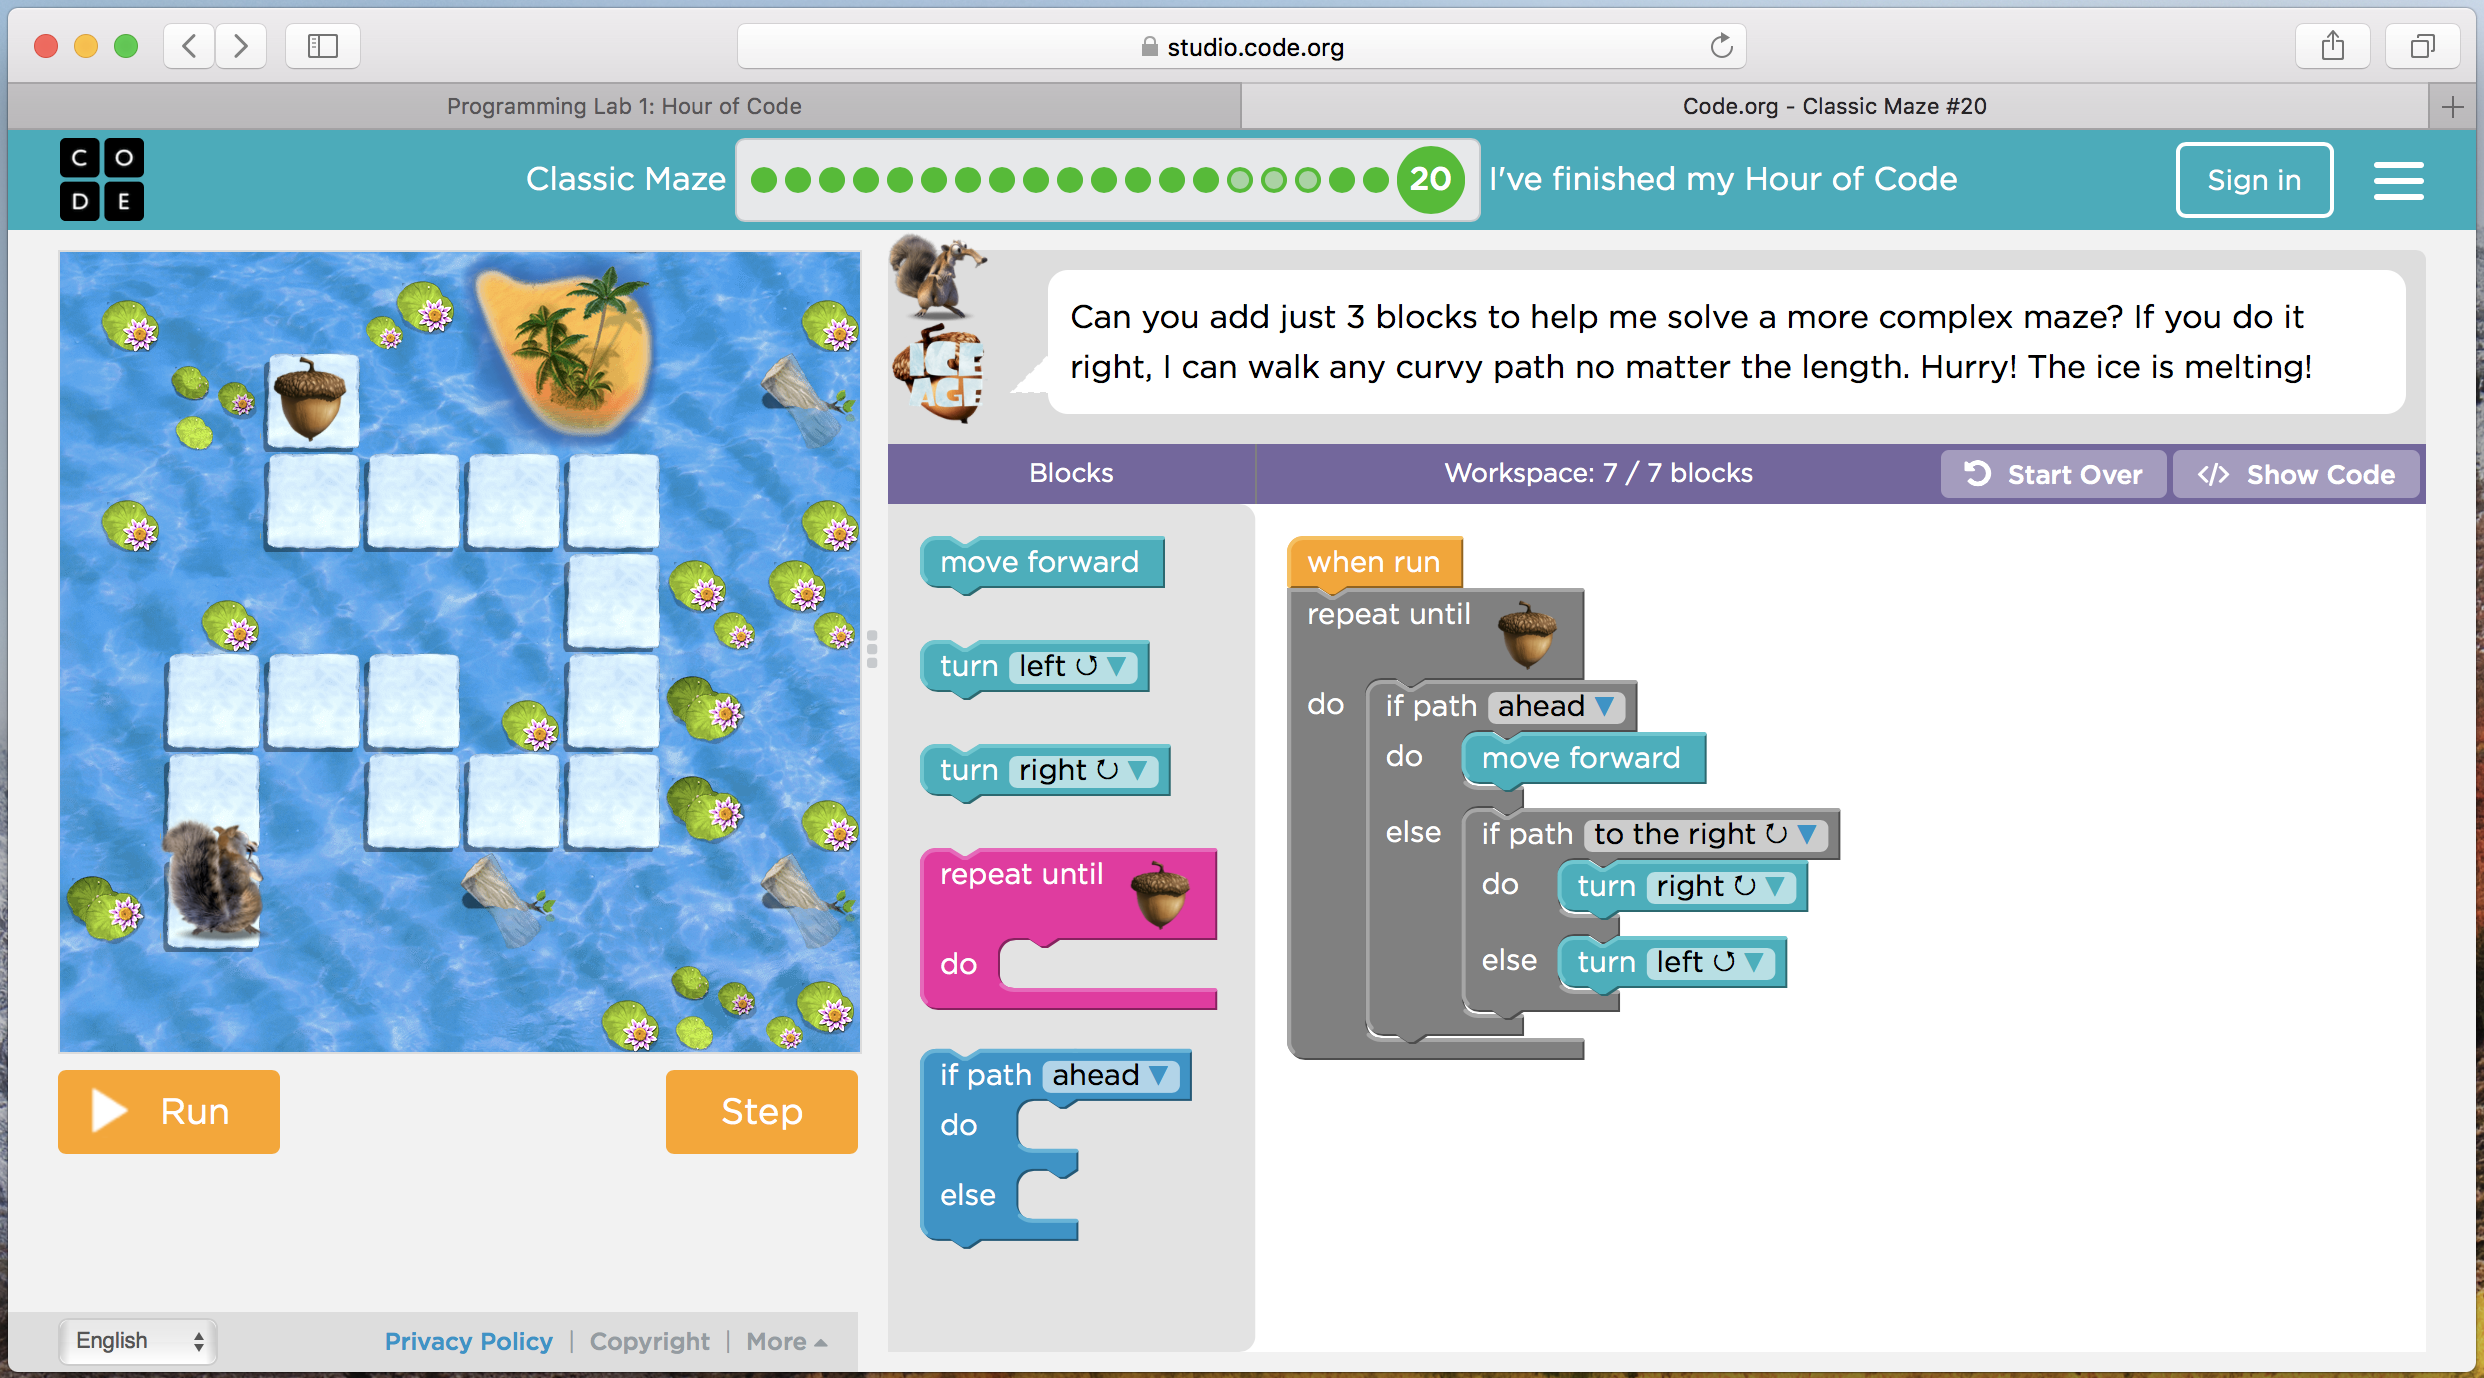 studio.code.org
Programming Lab 1: Hour of Code
Code.org - Classic Maze #20
C O
D E
Classic Maze
20
I've finished my Hour of Code
Sign in
ICE
AGE
Can you add just 3 blocks to help me solve a more complex maze? If you do it
right, I can walk any curvy path no matter the length. Hurry! The ice is melting!
Blocks
Workspace: 7 / 7 blocks
Start Over
</> Show Code
move forward
turn left ↺ ▼
turn right ↻ ▼
repeat until
do
if path ahead ▼
do
else
when run
repeat until
do
if path ahead ▼
do
move forward
else
if path to the right ↻ ▼
do
turn right ↻ ▼
else
turn left ↺ ▼
Run
Step
English
Privacy Policy | Copyright | More